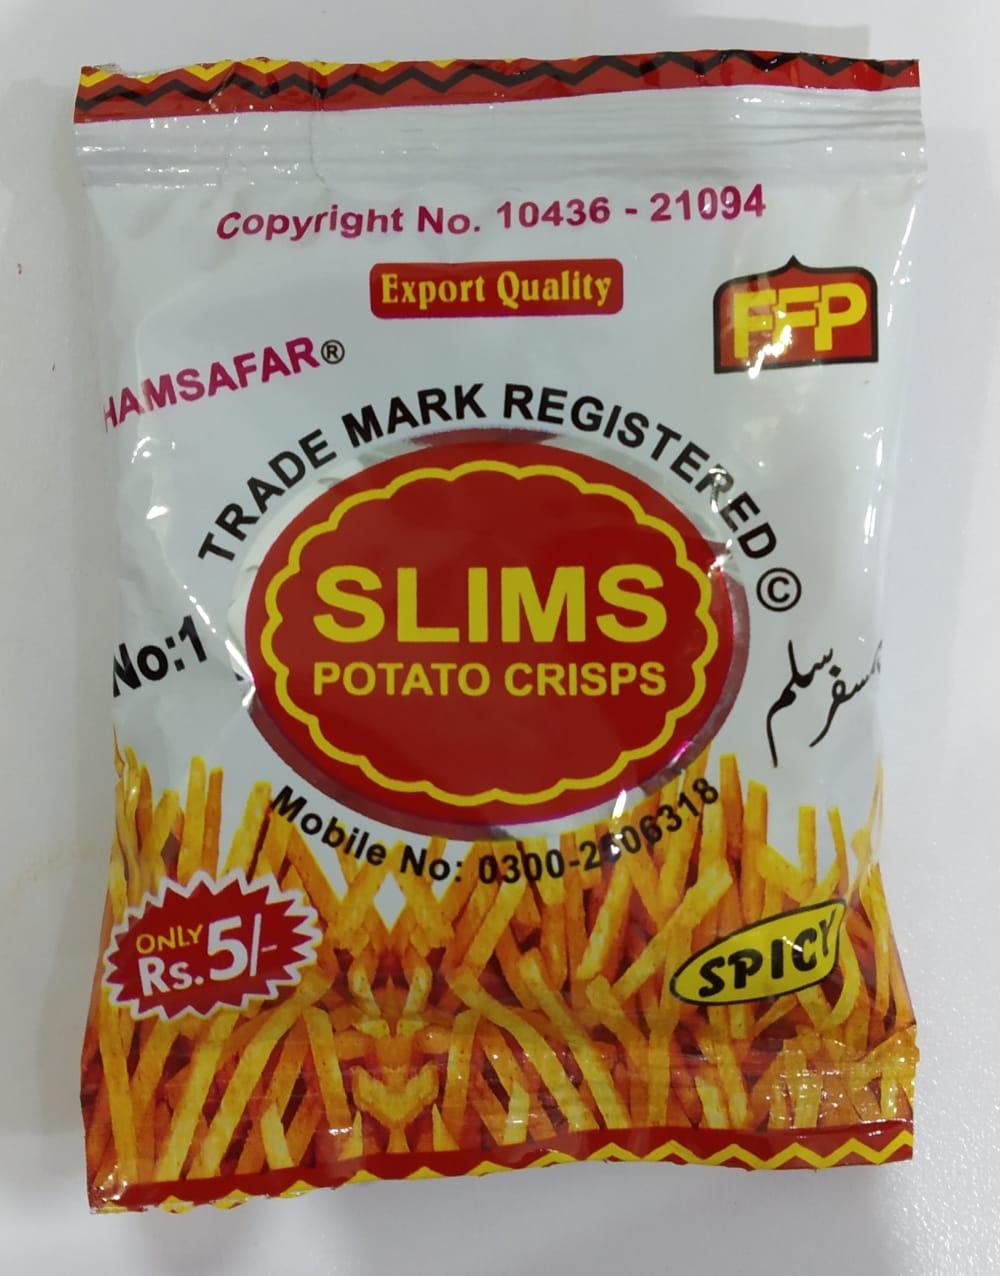 Copyright No. 10436 - 21094
Export Quality
FFP
HAMSAFAR®
TRADE MARK REGISTERED ©
SLIMS
POTATO CRISPS
No:1
سلم
Mobile No:
ONLY
Rs.5/-
SPICY